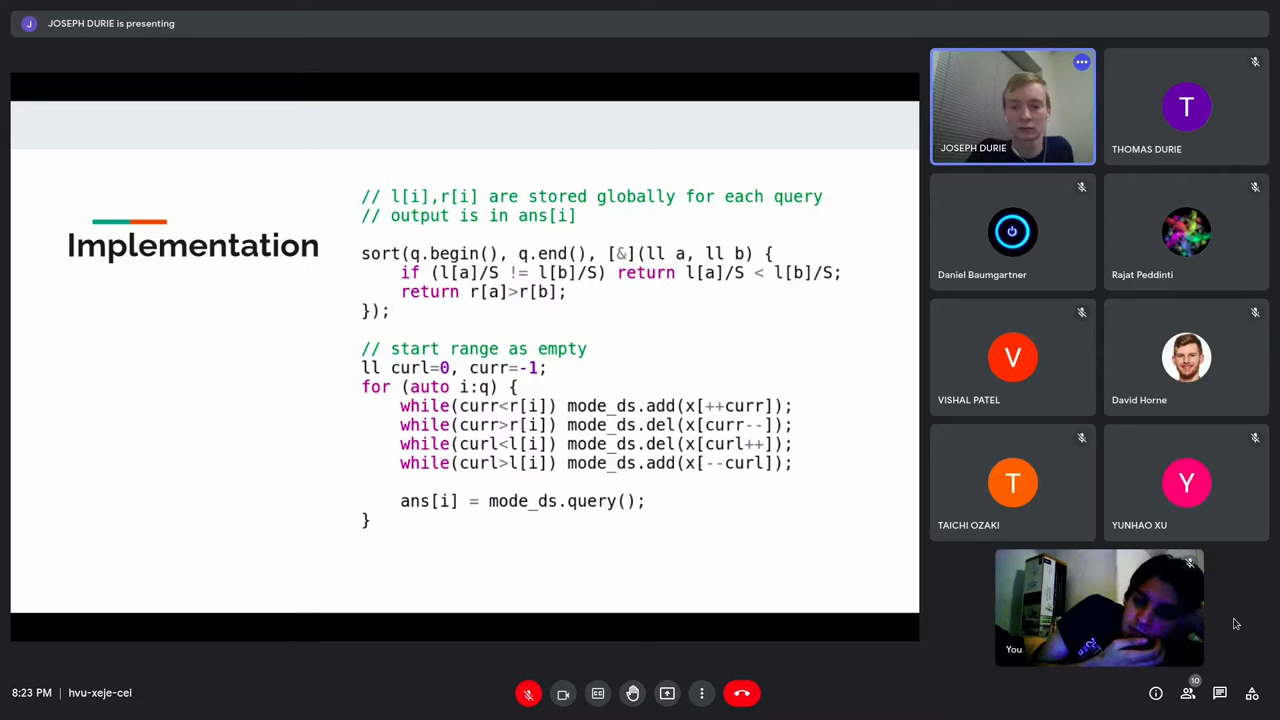 J
JOSEPH DURIE is presenting
Implementation
// l[i],r[i] are stored globally for each query
// output is in ans[i]
sort(q.begin(), q.end(), [&](ll a, ll b) {
    if (l[a]/S != l[b]/S) return l[a]/S < l[b]/S;
    return r[a]>r[b];
});
// start range as empty
ll curl=0, curr=-1;
for (auto i:q) {
    while(curr<r[i]) mode_ds.add(x[++curr]);
    while(curr>r[i]) mode_ds.del(x[curr--]);
    while(curl<l[i]) mode_ds.del(x[curl++]);
    while(curl>l[i]) mode_ds.add(x[--curl]);
    ans[i] = mode_ds.query();
}
JOSEPH DURIE
T
THOMAS DURIE
Daniel Baumgartner
Rajat Peddinti
V
VISHAL PATEL
David Horne
T
TAICHI OZAKI
Y
YUNHAO XU
You
8:23 PM | hvu-xeje-cei
10